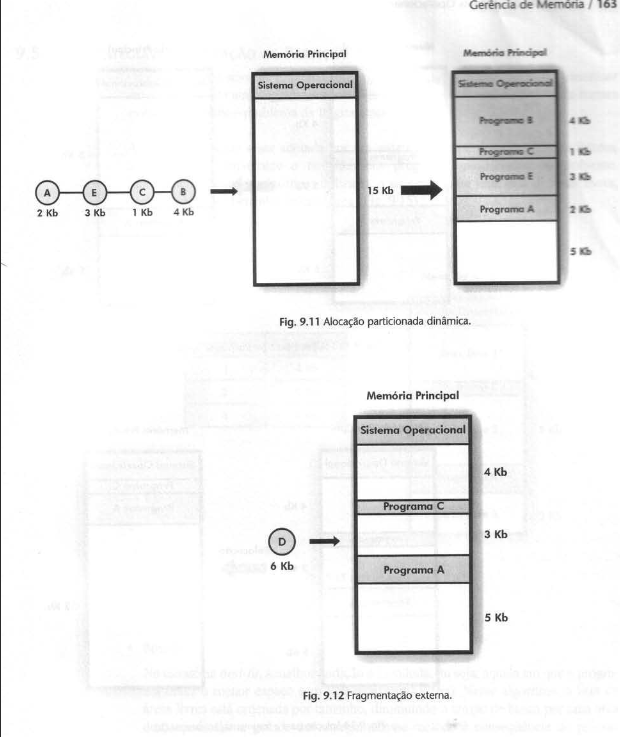 Gerência de Memória / 163
Memória Principal
Memória Principal
Sistema Operacional
Sistema Operacional
Programa B
4 Kb
Programa C
1 Kb
Programa E
3 Kb
Programa A
2 Kb
5 Kb
A
E
C
B
2 Kb
3 Kb
1 Kb
4 Kb
15 Kb
Fig. 9.11 Alocação particionada dinâmica.
Memória Principal
Sistema Operacional
4 Kb
Programa C
3 Kb
D
6 Kb
Programa A
5 Kb
Fig. 9.12 Fragmentação externa.